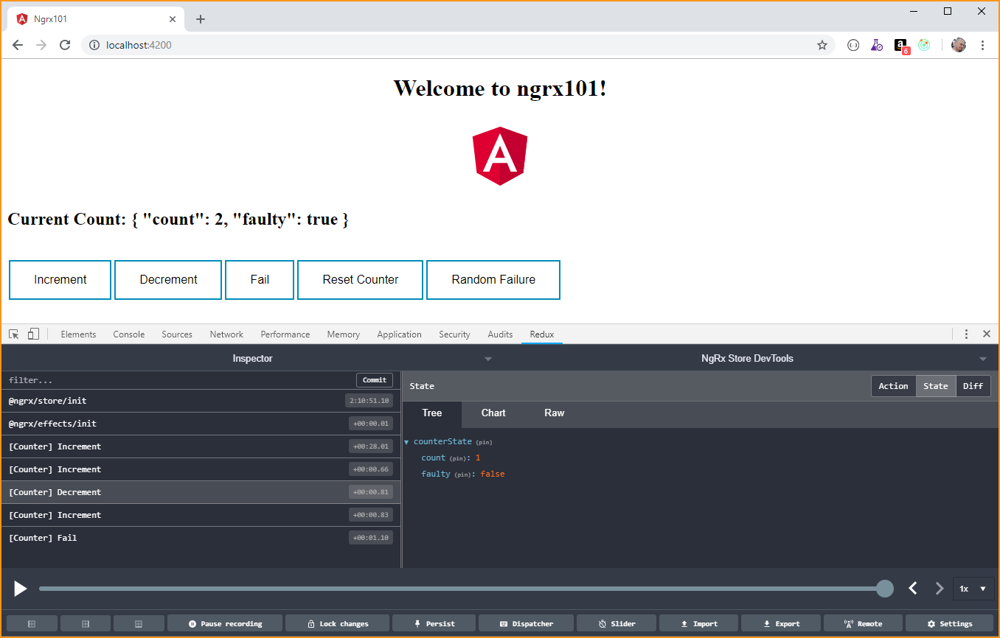 Ngrx101
localhost:4200
6
Welcome to ngrx101!
Current Count: { "count": 2, "faulty": true }
Increment Decrement Fail Reset Counter Random Failure
Elements Console Sources Network Performance Memory Application Security Audits Redux
Inspector NgRx Store DevTools
filter... Commit
State Action State Diff
@ngrx/store/init 2:10:51.10
Tree Chart Raw
@ngrx/effects/init +00:00.01
counterState (pin)
[Counter] Increment +00:28.01
count (pin): 1
[Counter] Increment +00:00.66
faulty (pin): false
[Counter] Decrement +00:00.81
[Counter] Increment +00:00.83
[Counter] Fail +00:01.10
1x
Pause recording Lock changes Persist Dispatcher Slider Import Export Remote Settings